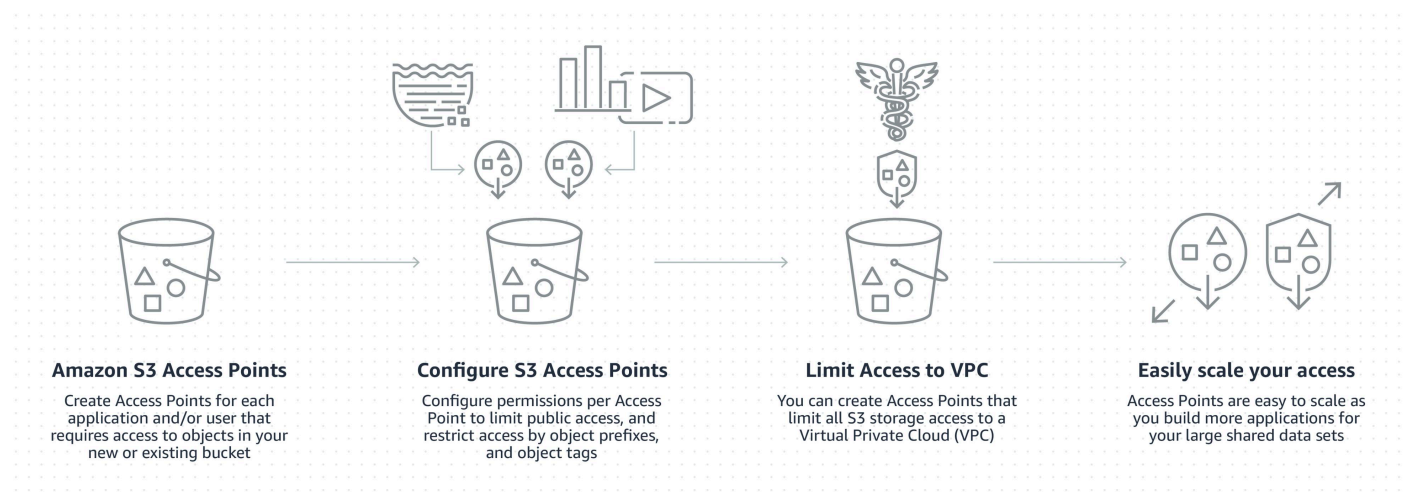 Amazon S3 Access Points
Create Access Points for each
application and/or user that
requires access to objects in your
new or existing bucket
Configure S3 Access Points
Configure permissions per Access
Point to limit public access, and
restrict access by object prefixes,
and object tags
Limit Access to VPC
You can create Access Points that
limit all S3 storage access to a
Virtual Private Cloud (VPC)
Easily scale your access
Access Points are easy to scale as
you build more applications for
your large shared data sets